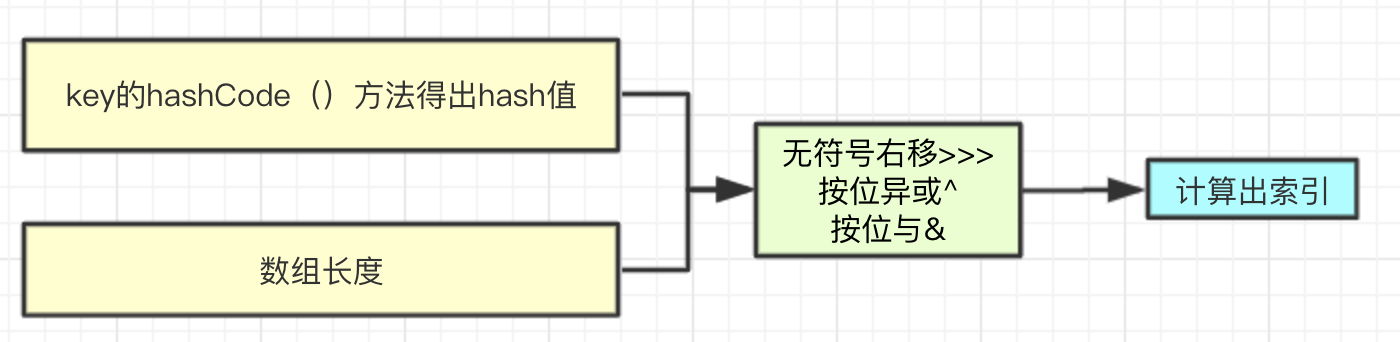 key的hashCode（）方法得出hash值
数组长度
无符号右移>>>
按位异或^
按位与&
计算出索引